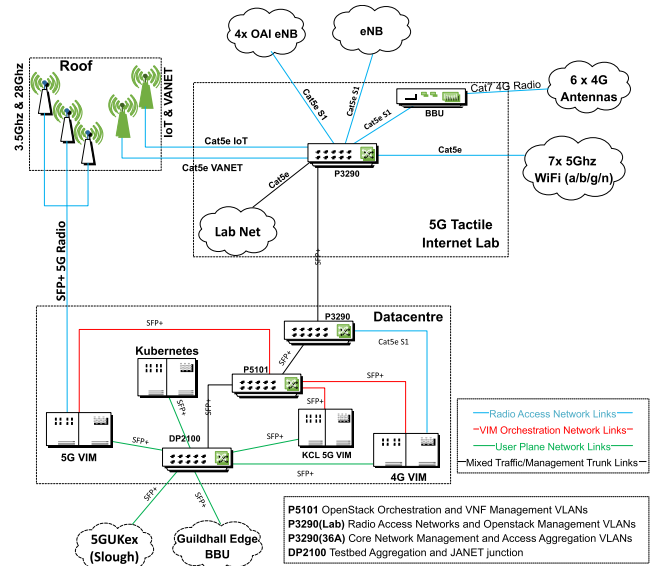 4x OAI eNB
eNB
Roof
3.5Ghz & 28Ghz
IoT & VANET
Cat5e S1
Cat5e S1
Cat5e S1
Cat7 4G Radio
BBU
6 x 4G
Antennas
Cat5e IoT
Cat5e VANET
P3290
Cat5e
7x 5Ghz
WiFi (a/b/g/n)
Cat5e
Lab Net
5G Tactile
Internet Lab
SFP+ 5G Radio
SFP+
Datacentre
P3290
SFP+
Cat5e S1
Kubernetes
SFP+
P5101
SFP+
SFP+
SFP+
SFP+
SFP+
5G VIM
SFP+
DP2100
SFP+
KCL 5G VIM
SFP+
4G VIM
SFP+
SFP+
5GUKex
(Slough)
Guildhall Edge
BBU
Radio Access Network Links
VIM Orchestration Network Links
User Plane Network Links
Mixed Traffic/Management Trunk Links
P5101 OpenStack Orchestration and VNF Management VLANs
P3290(Lab) Radio Access Networks and Openstack Management VLANs
P3290(36A) Core Network Management and Access Aggregation VLANs
DP2100 Testbed Aggregation and JANET junction